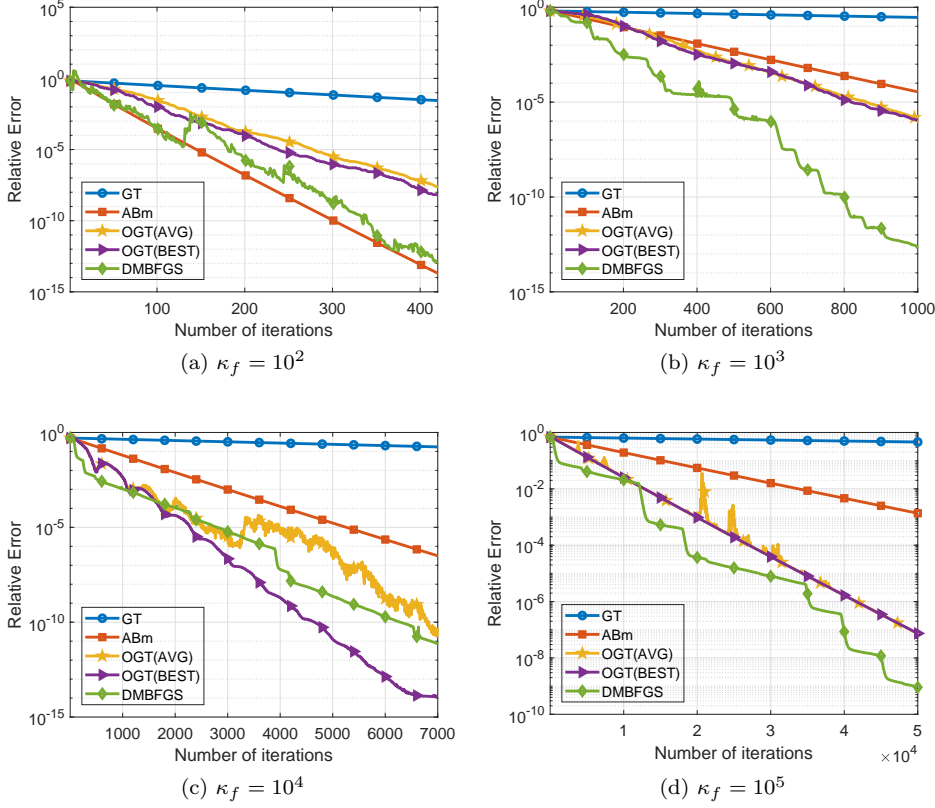 10^5
10^0
10^-5
10^-10
10^-15
Relative Error
GT
ABm
OGT(AVG)
OGT(BEST)
DMBFGS
100 200 300 400
Number of iterations
(a) κ_f = 10^2
10^0
10^-5
10^-10
10^-15
Relative Error
GT
ABm
OGT(AVG)
OGT(BEST)
DMBFGS
200 400 600 800 1000
Number of iterations
(b) κ_f = 10^3
10^0
10^-5
10^-10
10^-15
Relative Error
GT
ABm
OGT(AVG)
OGT(BEST)
DMBFGS
1000 2000 3000 4000 5000 6000 7000
Number of iterations
(c) κ_f = 10^4
10^0
10^-2
10^-4
10^-6
10^-8
10^-10
Relative Error
GT
ABm
OGT(AVG)
OGT(BEST)
DMBFGS
1 2 3 4 5
Number of iterations
×10^4
(d) κ_f = 10^5